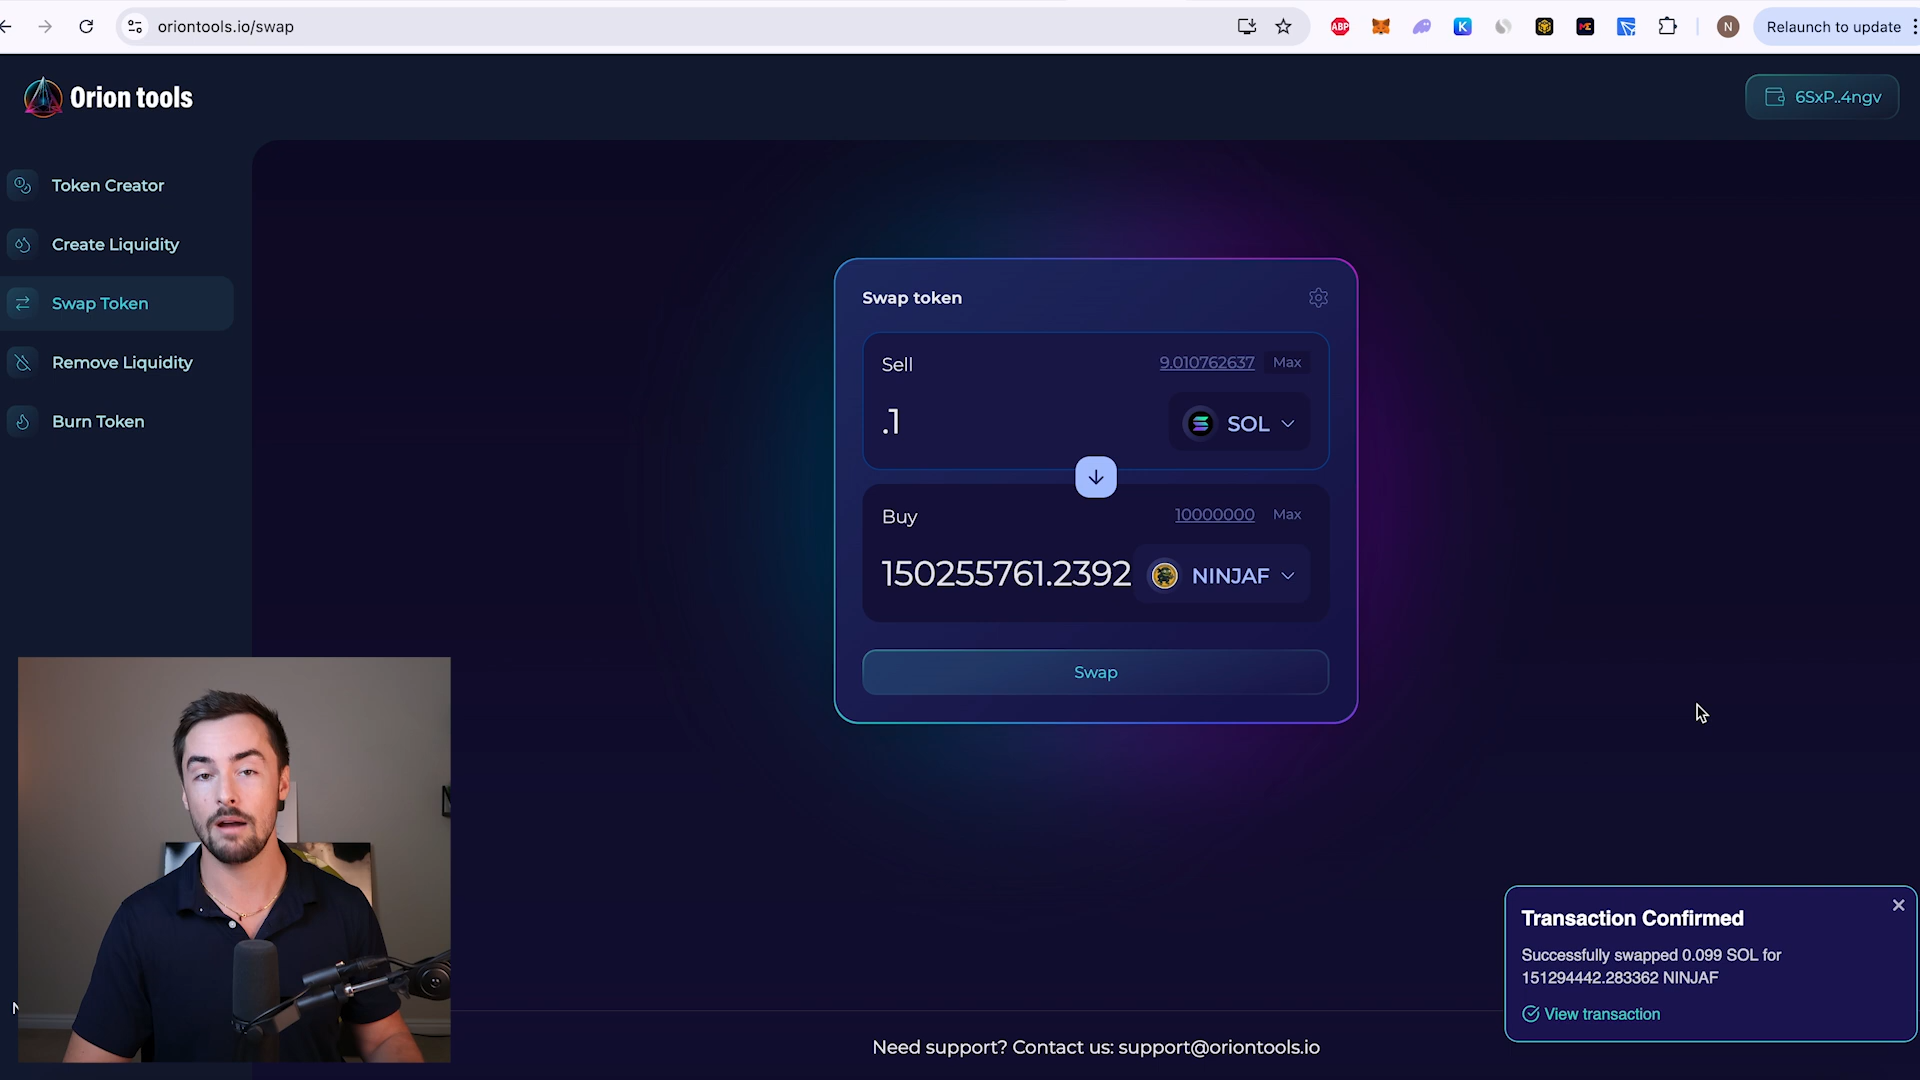 oriontools.io/swap
ABP
K
N
Relaunch to update
Orion tools
6SxP..4ngv
Token Creator
Create Liquidity
Swap Token
Remove Liquidity
Burn Token
Swap token
Sell
9.010762637
Max
.1
SOL
Buy
10000000
Max
150255761.2392
NINJAF
Swap
Transaction Confirmed
Successfully swapped 0.099 SOL for
151294442.283362 NINJAF
View transaction
Need support? Contact us: support@oriontools.io